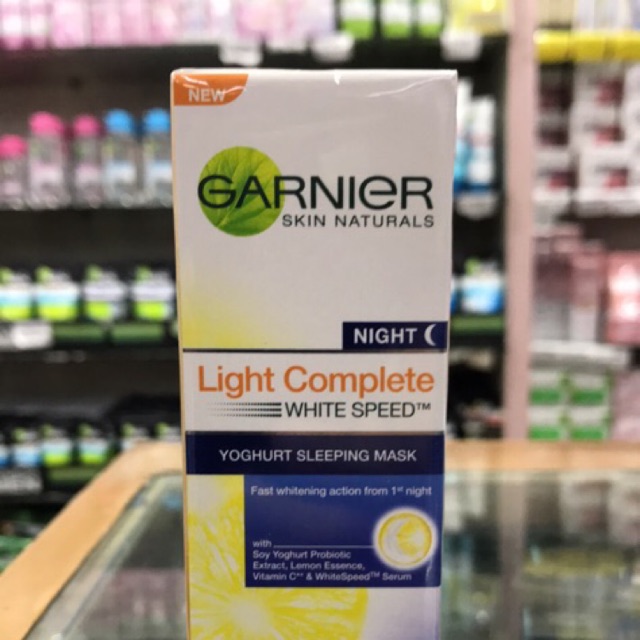 NEW
GARNIER
SKIN NATURALS
NIGHT
Light Complete
WHITE SPEED™
YOGHURT SLEEPING MASK
Fast whitening action from 1st night
with
Soy Yoghurt Probiotic
Extract, Lemon Essence,
Vitamin C** & WhiteSpeed™ Serum